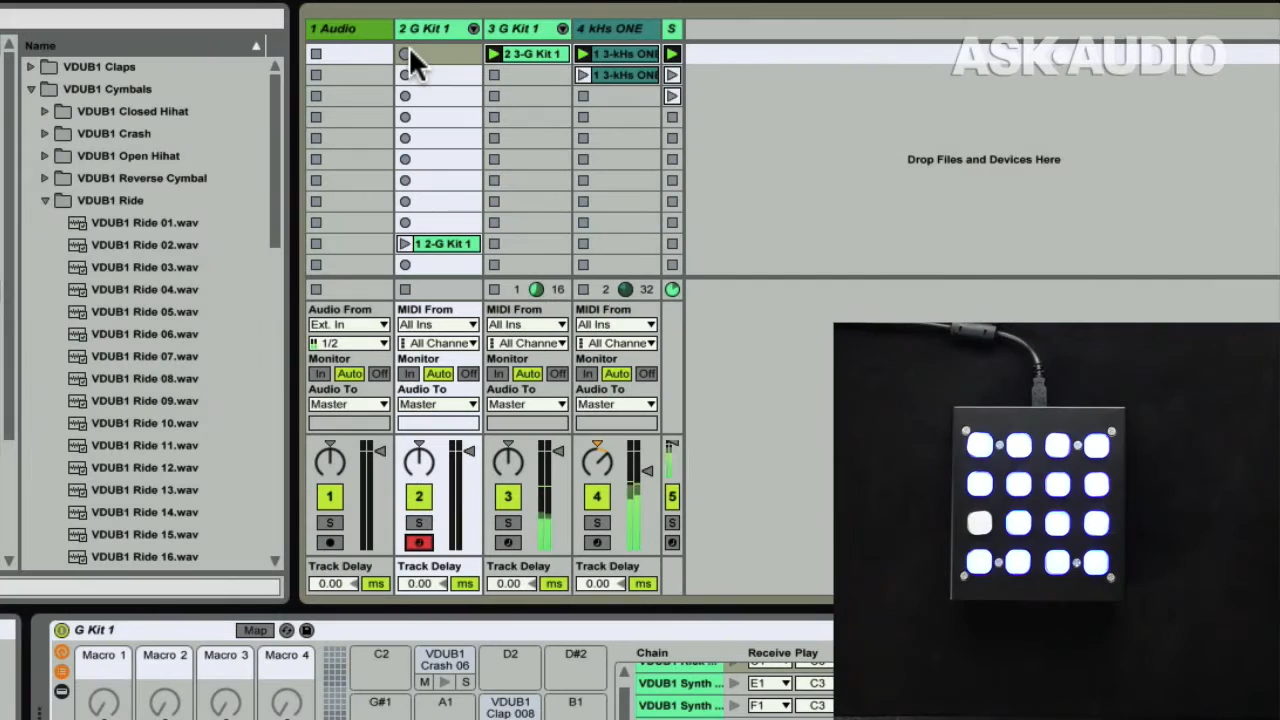 Name
VDUB1 Claps
VDUB1 Cymbals
VDUB1 Closed Hihat
VDUB1 Crash
VDUB1 Open Hihat
VDUB1 Reverse Cymbal
VDUB1 Ride
VDUB1 Ride 01.wav
VDUB1 Ride 02.wav
VDUB1 Ride 03.wav
VDUB1 Ride 04.wav
VDUB1 Ride 05.wav
VDUB1 Ride 06.wav
VDUB1 Ride 07.wav
VDUB1 Ride 08.wav
VDUB1 Ride 09.wav
VDUB1 Ride 10.wav
VDUB1 Ride 11.wav
VDUB1 Ride 12.wav
VDUB1 Ride 13.wav
VDUB1 Ride 14.wav
VDUB1 Ride 15.wav
VDUB1 Ride 16.wav
1 Audio 2 G Kit 1 3 G Kit 1 4 kHs ONE S
2 3-G Kit 1 1 3-kHs ONE
1 3-kHs ONE
1 2-G Kit 1
1 16 2 32
Audio From MIDI From MIDI From MIDI From
Ext. In All Ins All Ins All Ins
1/2 All Channe All Channe All Channe
Monitor Monitor Monitor Monitor
In Auto Off In Auto Off In Auto Off In Auto Off
Audio To Audio To Audio To Audio To
Master Master Master Master
1 2 3 4 5
S S S S S
Track Delay Track Delay Track Delay Track Delay
0.00 ms 0.00 ms 0.00 ms 0.00 ms
ASK AUDIO
Drop Files and Devices Here
G Kit 1 Map
Macro 1 Macro 2 Macro 3 Macro 4
C2 VDUB1 Crash 06 D2 D#2
M S
G#1 A1 VDUB1 Clap 008 B1
Chain Receive Play
VDUB1 Synth ... E1 C3
VDUB1 Synth ... F1 C3